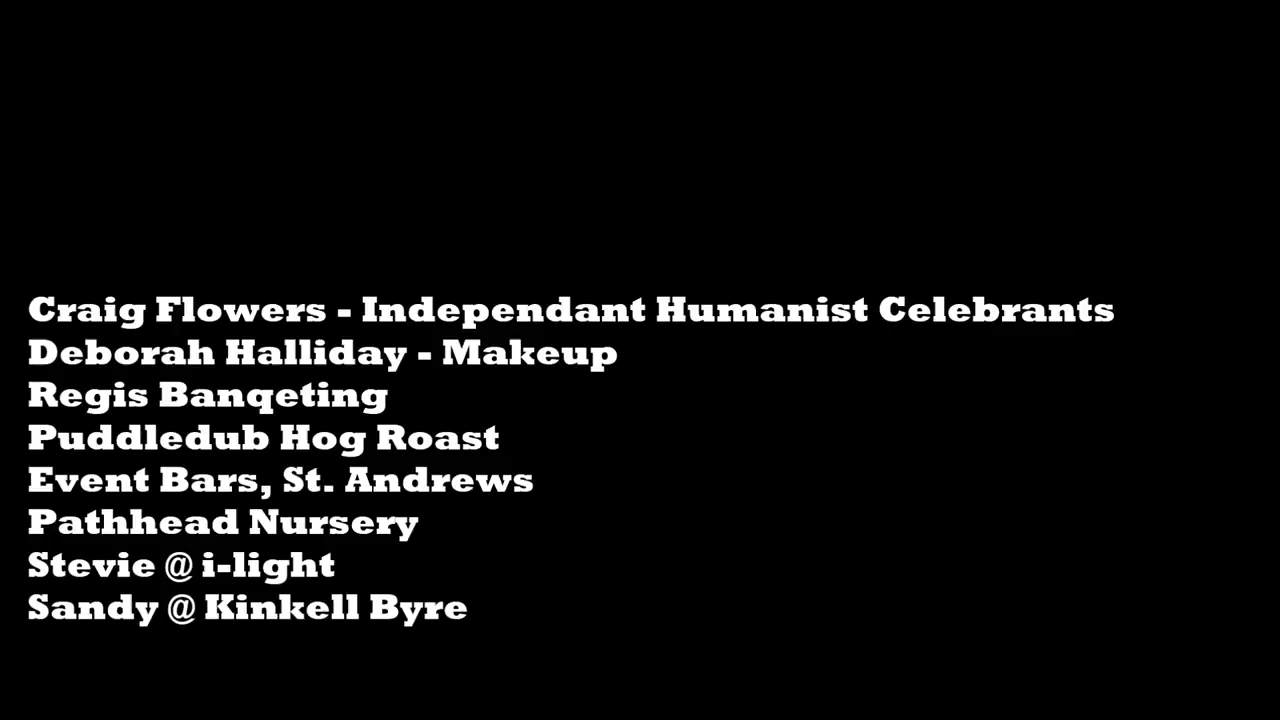 Craig Flowers - Independant Humanist Celebrants
Deborah Halliday - Makeup
Regis Banqeting
Puddledub Hog Roast
Event Bars, St. Andrews
Pathhead Nursery
Stevie @ i-light
Sandy @ Kinkell Byre